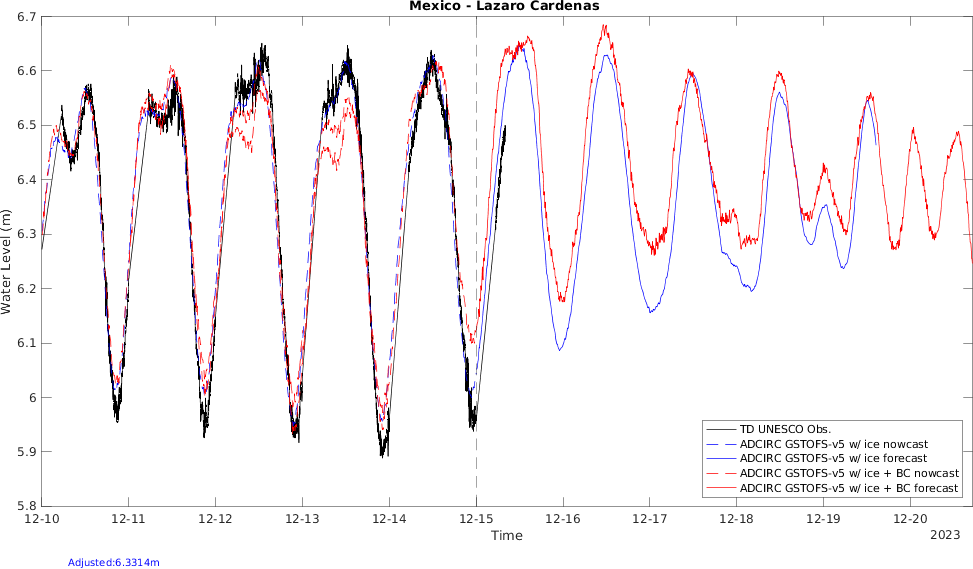 Mexico - Lazaro Cardenas
6.7
6.6
6.5
6.4
6.3
6.2
6.1
6
5.9
5.8
Water Level (m)
12-10 12-11 12-12 12-13 12-14 12-15 12-16 12-17 12-18 12-19 12-20
Time
2023
TD UNESCO Obs.
ADCIRC GSTOFS-v5 w/ ice nowcast
ADCIRC GSTOFS-v5 w/ ice forecast
ADCIRC GSTOFS-v5 w/ ice + BC nowcast
ADCIRC GSTOFS-v5 w/ ice + BC forecast
Adjusted:6.3314m